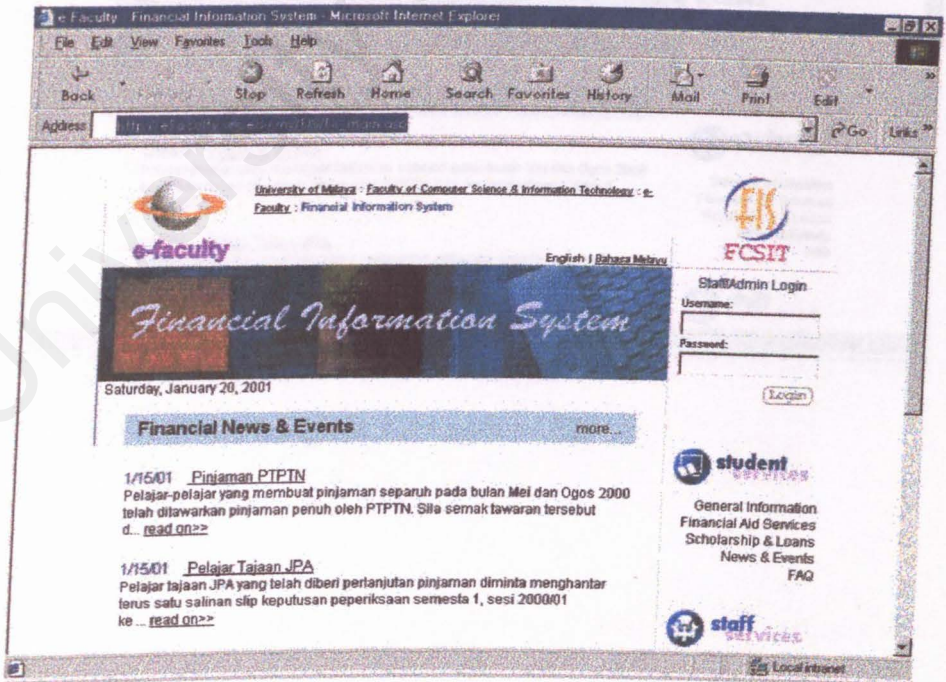 e-Faculty Financial Information System - Microsoft Internet Explorer
File Edit View Favorites Tools Help
Back Stop Refresh Home Search Favorites History Mail Print Edit
Address Go Links »
University of Malaya : Faculty of Computer Science & Information Technology : e-
Faculty : Financial Information System
e-faculty
English | Bahasa Melayu
FIS
FCSIT
Financial Information System
Saturday, January 20, 2001
Financial News & Events more...
1/15/01 Pinjaman PTPTN
Pelajar-pelajar yang membuat pinjaman separuh pada bulan Mei dan Ogos 2000
telah ditawarkan pinjaman penuh oleh PTPTN. Sila semak tawaran tersebut
d... read on>>
1/15/01 Pelajar Tajaan JPA
Pelajar tajaan JPA yang telah diberi perlanjutan pinjaman diminta menghantar
terus satu salinan slip keputusan peperiksaan semesta 1, sesi 2000/01
ke ... read on>>
Staff/Admin Login
Username:
Password:
Login
student
services
General Information
Financial Aid Services
Scholarship & Loans
News & Events
FAQ
staff
services
Local intranet